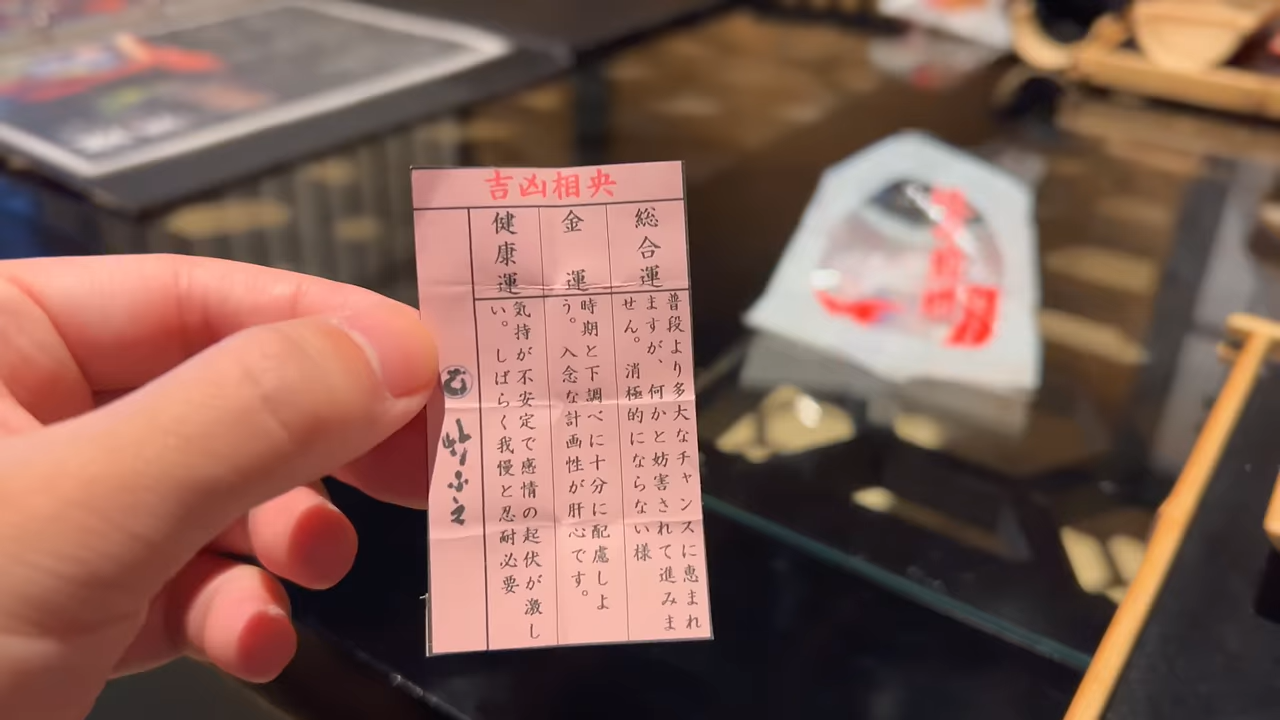 吉凶相央
総合運
普段より多大なチャンスに恵まれ
ますが、何かと妨害されて進みま
せん。消極的にならない様
金運
時期と下調べに十分に配慮しよ
う。入念な計画性が肝心です。
健康運
気持が不安定で感情の起伏が激し
い。しばらく我慢と忍耐必要